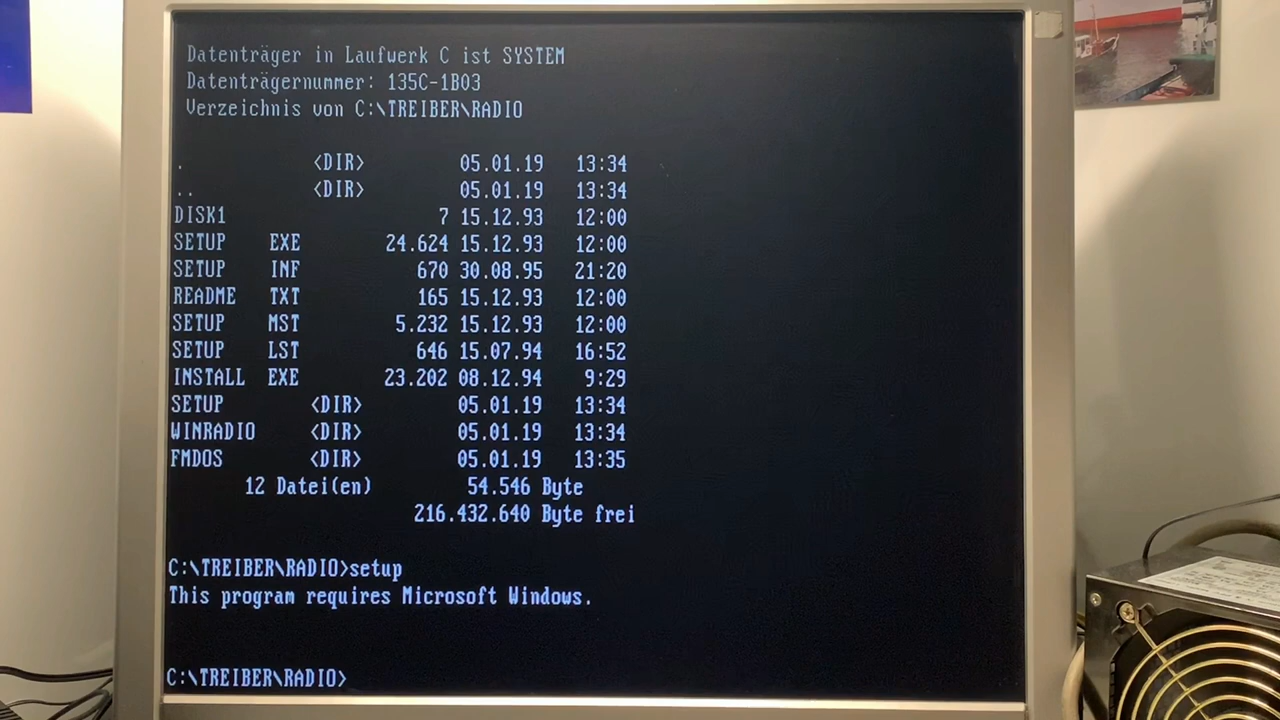 Datenträger in Laufwerk C ist SYSTEM
Datenträgernummer: 135C-1B03
Verzeichnis von C:\TREIBER\RADIO
. <DIR> 05.01.19 13:34
.. <DIR> 05.01.19 13:34
DISK1 7 15.12.93 12:00
SETUP EXE 24.624 15.12.93 12:00
SETUP INF 670 30.08.95 21:20
README TXT 165 15.12.93 12:00
SETUP MST 5.232 15.12.93 12:00
SETUP LST 646 15.07.94 16:52
INSTALL EXE 23.202 08.12.94 9:29
SETUP <DIR> 05.01.19 13:34
WINRADIO <DIR> 05.01.19 13:34
FMDOS <DIR> 05.01.19 13:35
12 Datei(en) 54.546 Byte
216.432.640 Byte frei
C:\TREIBER\RADIO>setup
This program requires Microsoft Windows.
C:\TREIBER\RADIO>